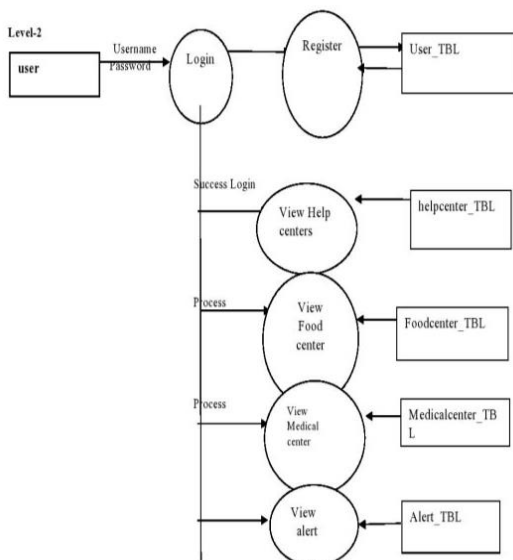 Level-2
user
Username
Password
Login
Register
User_TBL
Success Login
View Help
centers
helpcenter_TBL
Process
View
Food
center
Foodcenter_TBL
Process
View
Medical
center
Medicalcenter_TB
L
View
alert
Alert_TBL